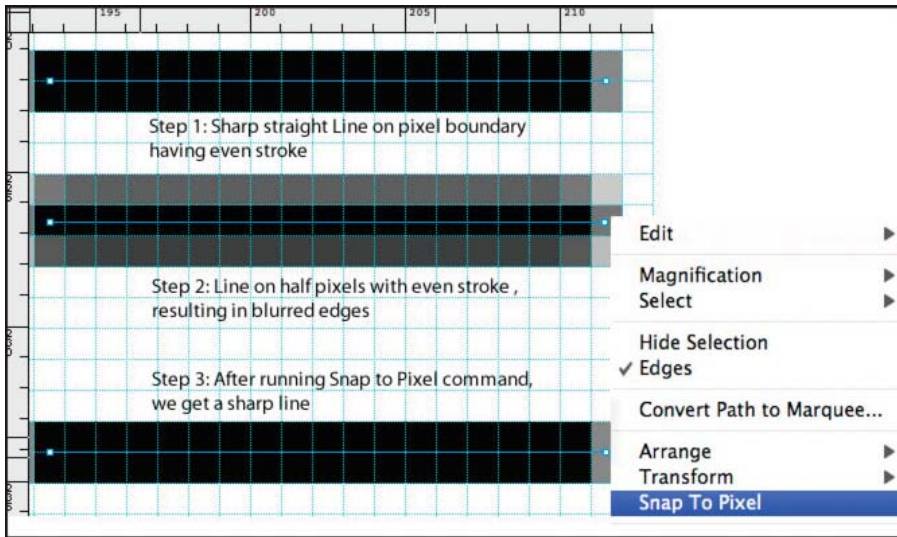 195 200 205 210
Step 1: Sharp straight Line on pixel boundary
having even stroke
Step 2: Line on half pixels with even stroke ,
resulting in blurred edges
Step 3: After running Snap to Pixel command,
we get a sharp line
Edit
Magnification
Select
Hide Selection
Edges
Convert Path to Marquee...
Arrange
Transform
Snap To Pixel